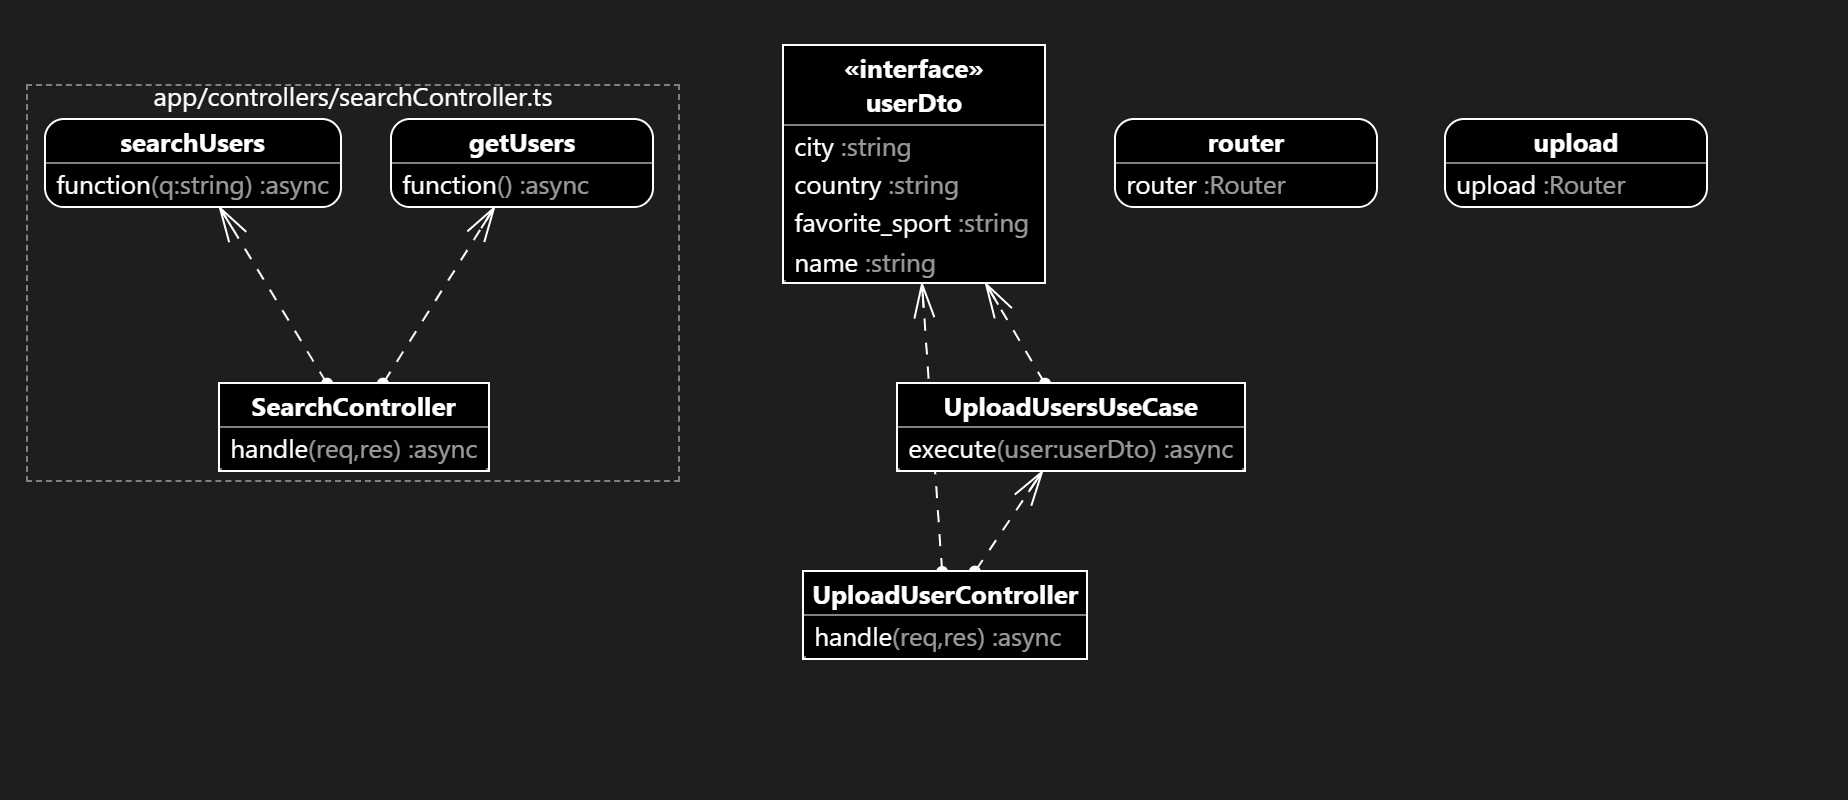 app/controllers/searchController.ts
searchUsers
function(q:string) :async
getUsers
function() :async
SearchController
handle(req,res) :async
«interface»
userDto
city :string
country :string
favorite_sport :string
name :string
UploadUsersUseCase
execute(user:userDto) :async
UploadUserController
handle(req,res) :async
router
router :Router
upload
upload :Router